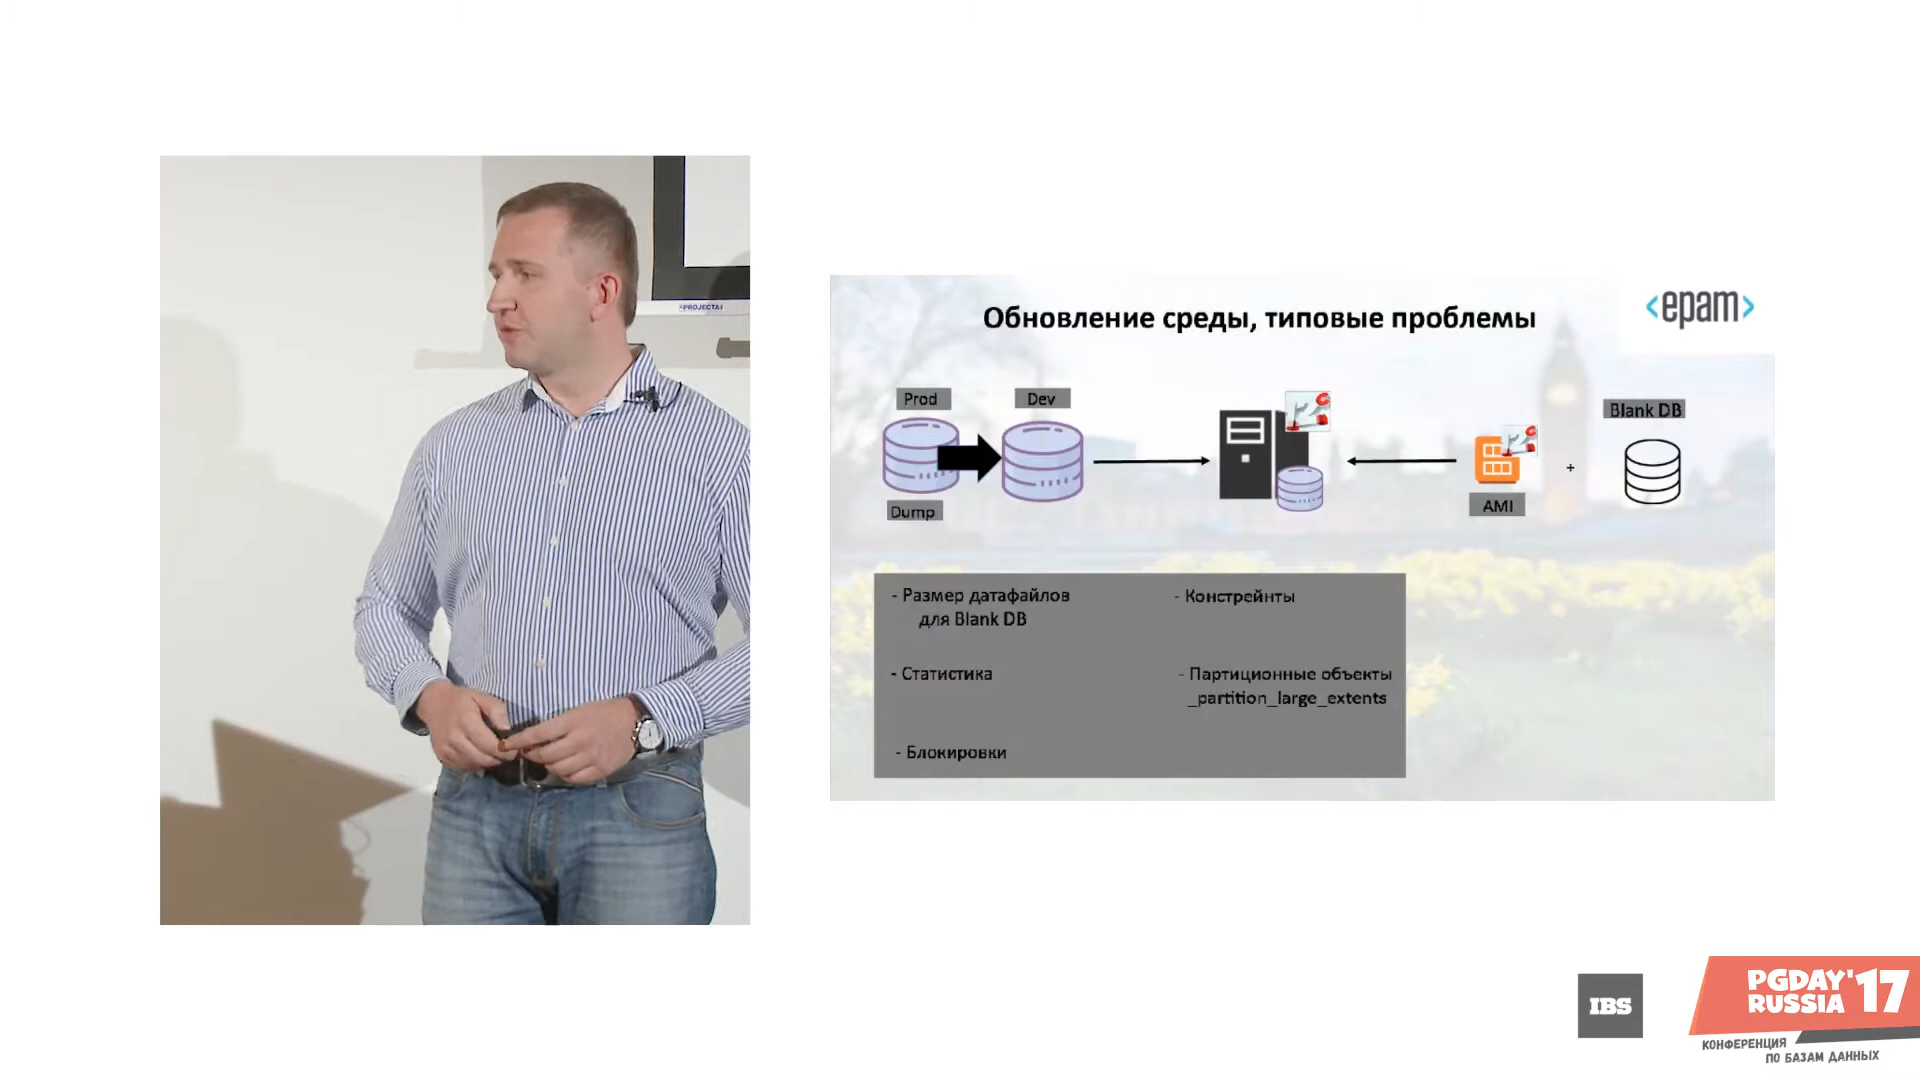 PROJECTA
Обновление среды, типовые проблемы
<epam>
Prod
Dev
Blank DB
Dump
AMI
+
- Размер датафайлов
для Blank DB
- Статистика
- Блокировки
- Констрейнты
- Партиционные объекты
_partition_large_extents
IBS
PGDAY'17
RUSSIA
КОНФЕРЕНЦИЯ
ПО БАЗАМ ДАННЫХ